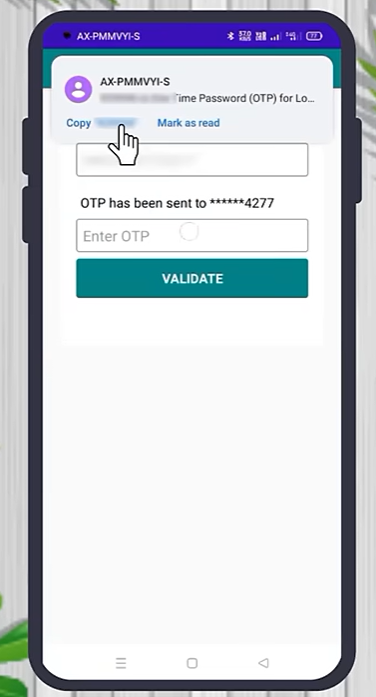 AX-PMMVYI-S
77
AX-PMMVYI-S
Time Password (OTP) for Lo...
Copy
Mark as read
OTP has been sent to ******4277
Enter OTP
VALIDATE